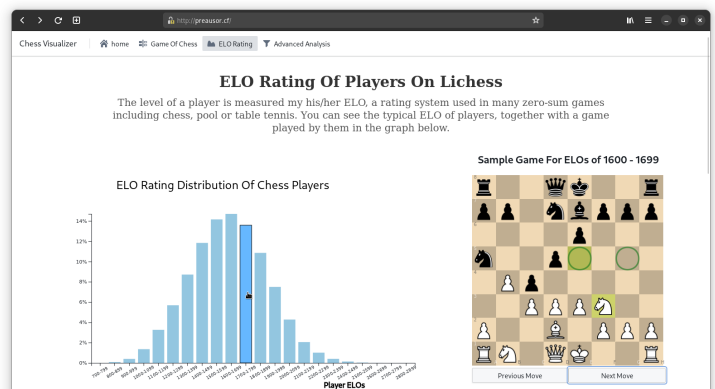 http://preausor.cf/
Chess Visualizer
home
Game Of Chess
ELO Rating
Advanced Analysis
ELO Rating Of Players On Lichess
The level of a player is measured my his/her ELO, a rating system used in many zero-sum games
including chess, pool or table tennis. You can see the typical ELO of players, together with a game
played by them in the graph below.
Sample Game For ELOs of 1600 - 1699
ELO Rating Distribution Of Chess Players
14%
12%
10%
8%
6%
4%
2%
0%
Player ELOs
Previous Move
Next Move